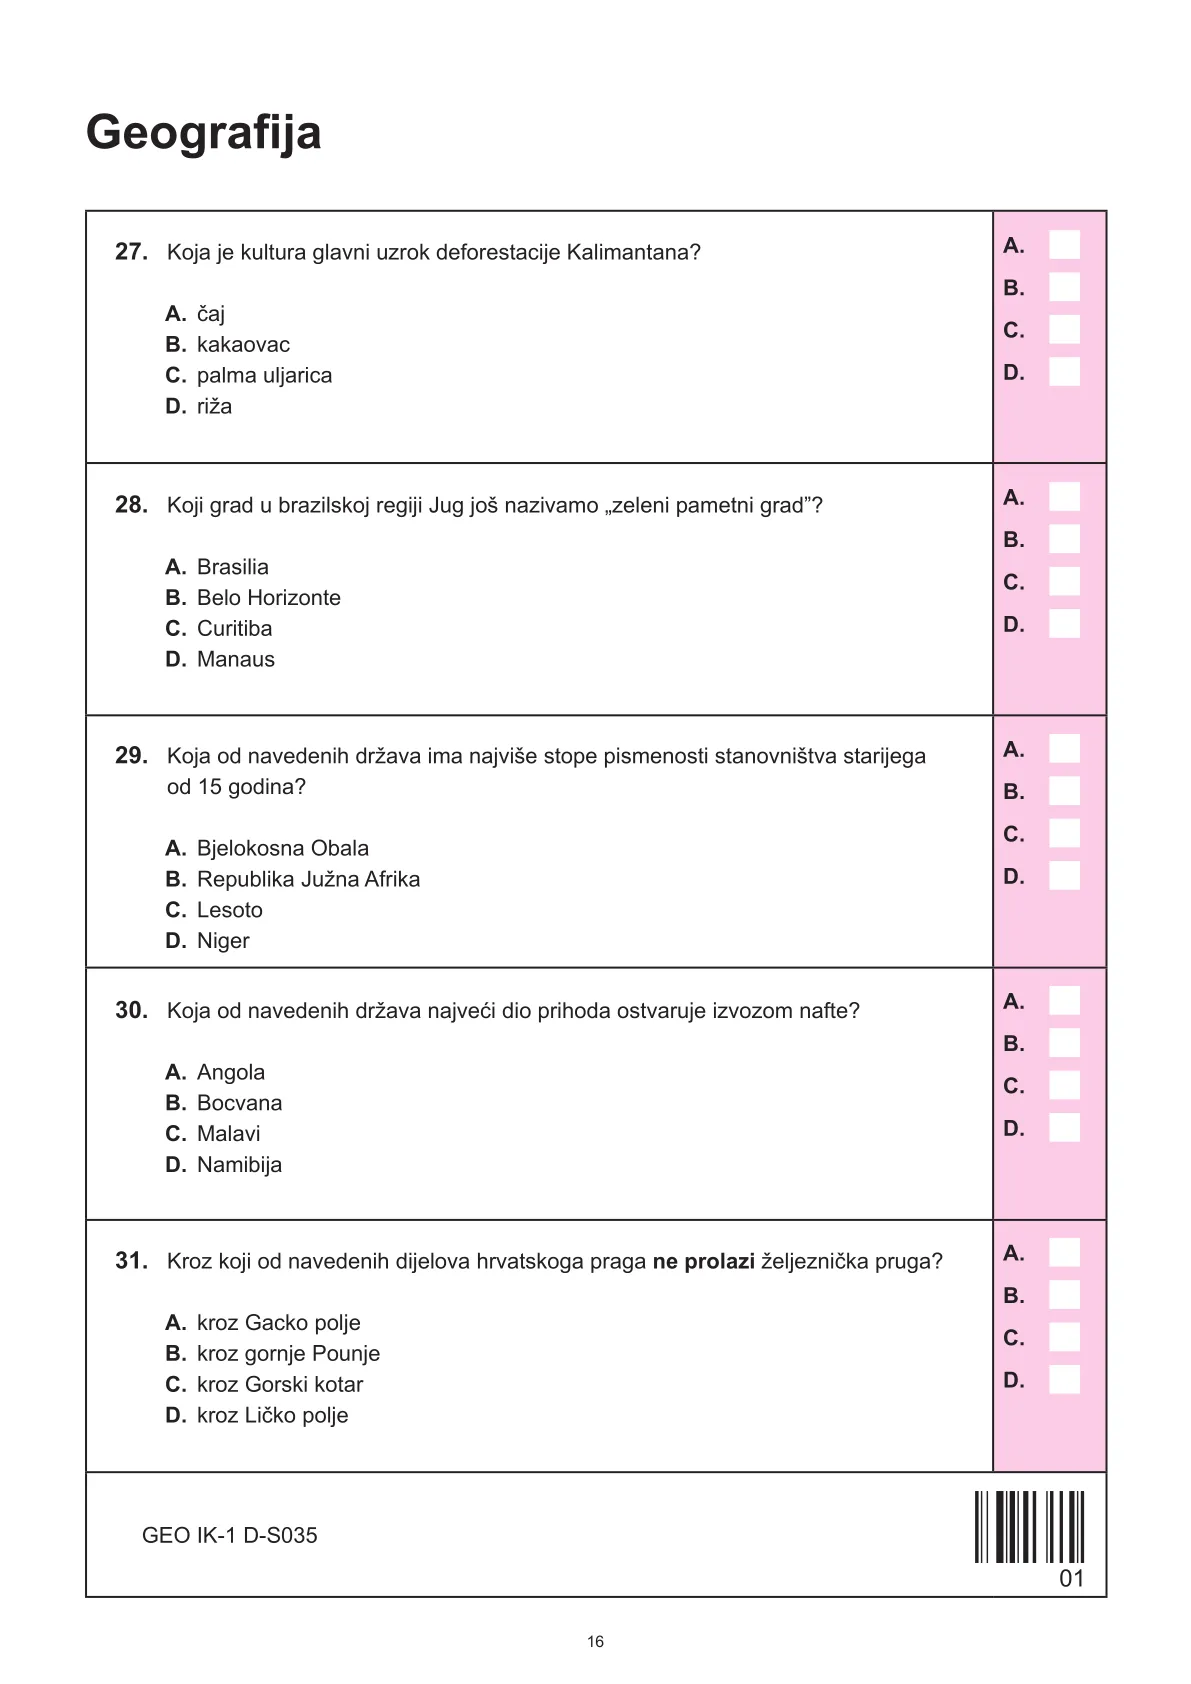 Geografija
27. Koja je kultura glavni uzrok deforestacije Kalimantana?
A. čaj
B. kakaovac
C. palma uljarica
D. riža
A.
B.
C.
D.
28. Koji grad u brazilskoj regiji Jug još nazivamo „zeleni pametni grad”?
A. Brasilia
B. Belo Horizonte
C. Curitiba
D. Manaus
A.
B.
C.
D.
29. Koja od navedenih država ima najviše stope pismenosti stanovništva starijega
od 15 godina?
A. Bjelokosna Obala
B. Republika Južna Afrika
C. Lesoto
D. Niger
A.
B.
C.
D.
30. Koja od navedenih država najveći dio prihoda ostvaruje izvozom nafte?
A. Angola
B. Bocvana
C. Malavi
D. Namibija
A.
B.
C.
D.
31. Kroz koji od navedenih dijelova hrvatskoga praga ne prolazi željeznička pruga?
A. kroz Gacko polje
B. kroz gornje Pounje
C. kroz Gorski kotar
D. kroz Ličko polje
A.
B.
C.
D.
GEO IK-1 D-S035
01
16